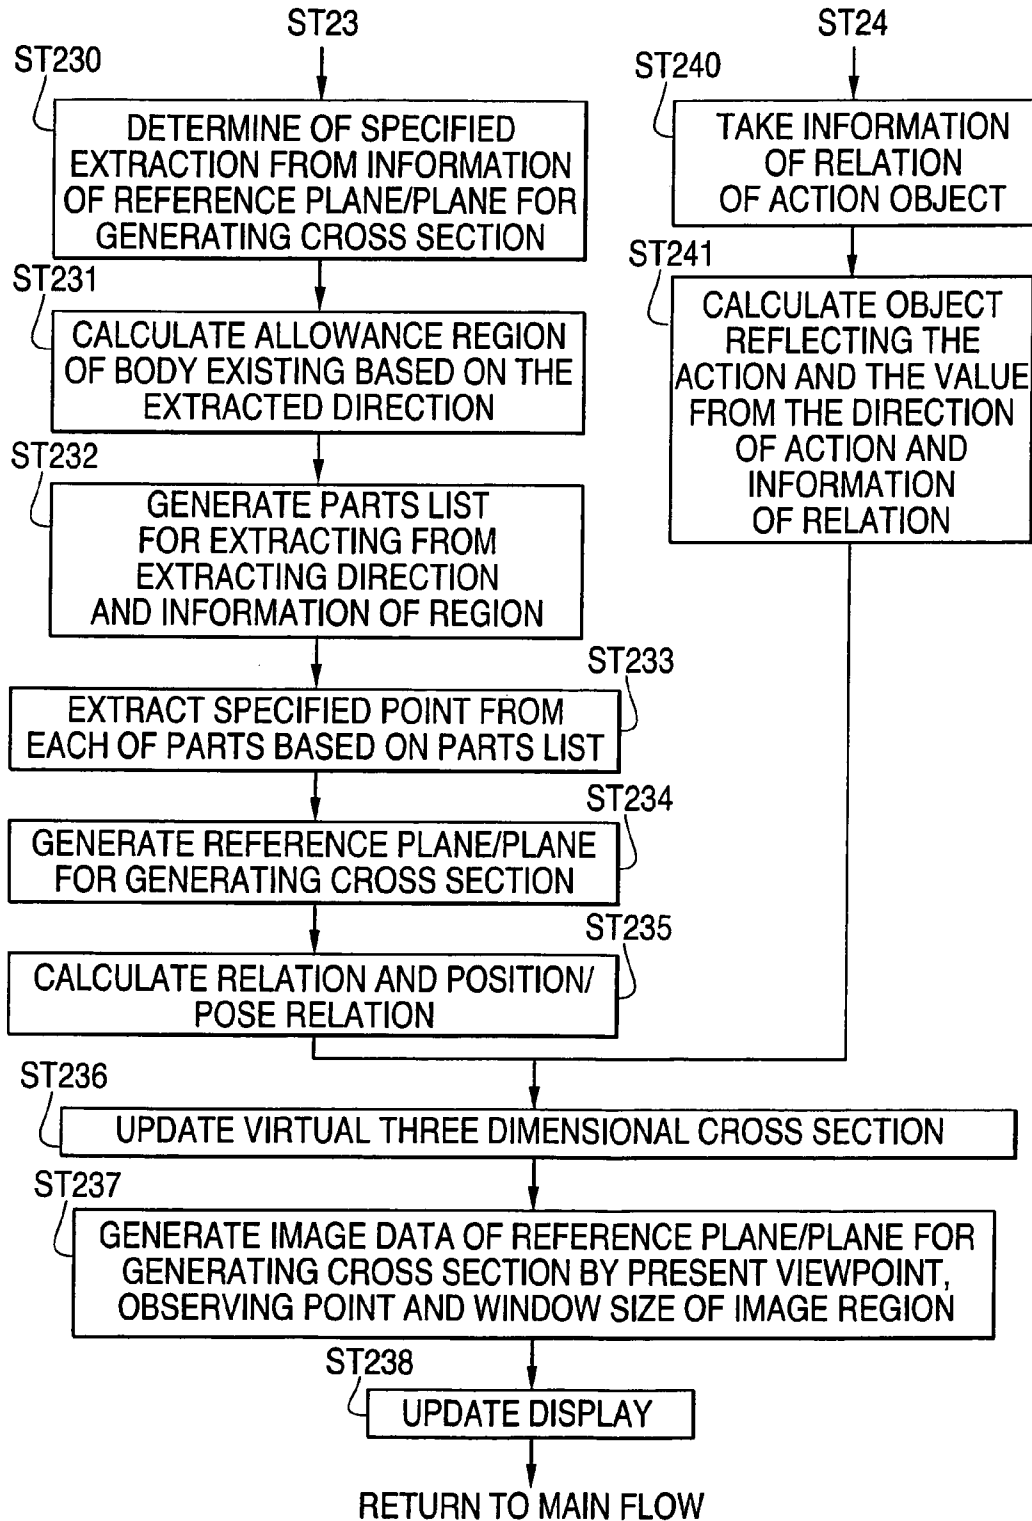 ST23
ST230
DETERMINE OF SPECIFIED
EXTRACTION FROM INFORMATION
OF REFERENCE PLANE/PLANE FOR
GENERATING CROSS SECTION
ST231
CALCULATE ALLOWANCE REGION
OF BODY EXISTING BASED ON THE
EXTRACTED DIRECTION
ST232
GENERATE PARTS LIST
FOR EXTRACTING FROM
EXTRACTING DIRECTION
AND INFORMATION OF REGION
ST233
EXTRACT SPECIFIED POINT FROM
EACH OF PARTS BASED ON PARTS LIST
ST234
GENERATE REFERENCE PLANE/PLANE
FOR GENERATING CROSS SECTION
ST235
CALCULATE RELATION AND POSITION/
POSE RELATION
ST24
ST240
TAKE INFORMATION
OF RELATION
OF ACTION OBJECT
ST241
CALCULATE OBJECT
REFLECTING THE
ACTION AND THE VALUE
FROM THE DIRECTION
OF ACTION AND
INFORMATION
OF RELATION
ST236
UPDATE VIRTUAL THREE DIMENSIONAL CROSS SECTION
ST237
GENERATE IMAGE DATA OF REFERENCE PLANE/PLANE FOR
GENERATING CROSS SECTION BY PRESENT VIEWPOINT,
OBSERVING POINT AND WINDOW SIZE OF IMAGE REGION
ST238
UPDATE DISPLAY
RETURN TO MAIN FLOW